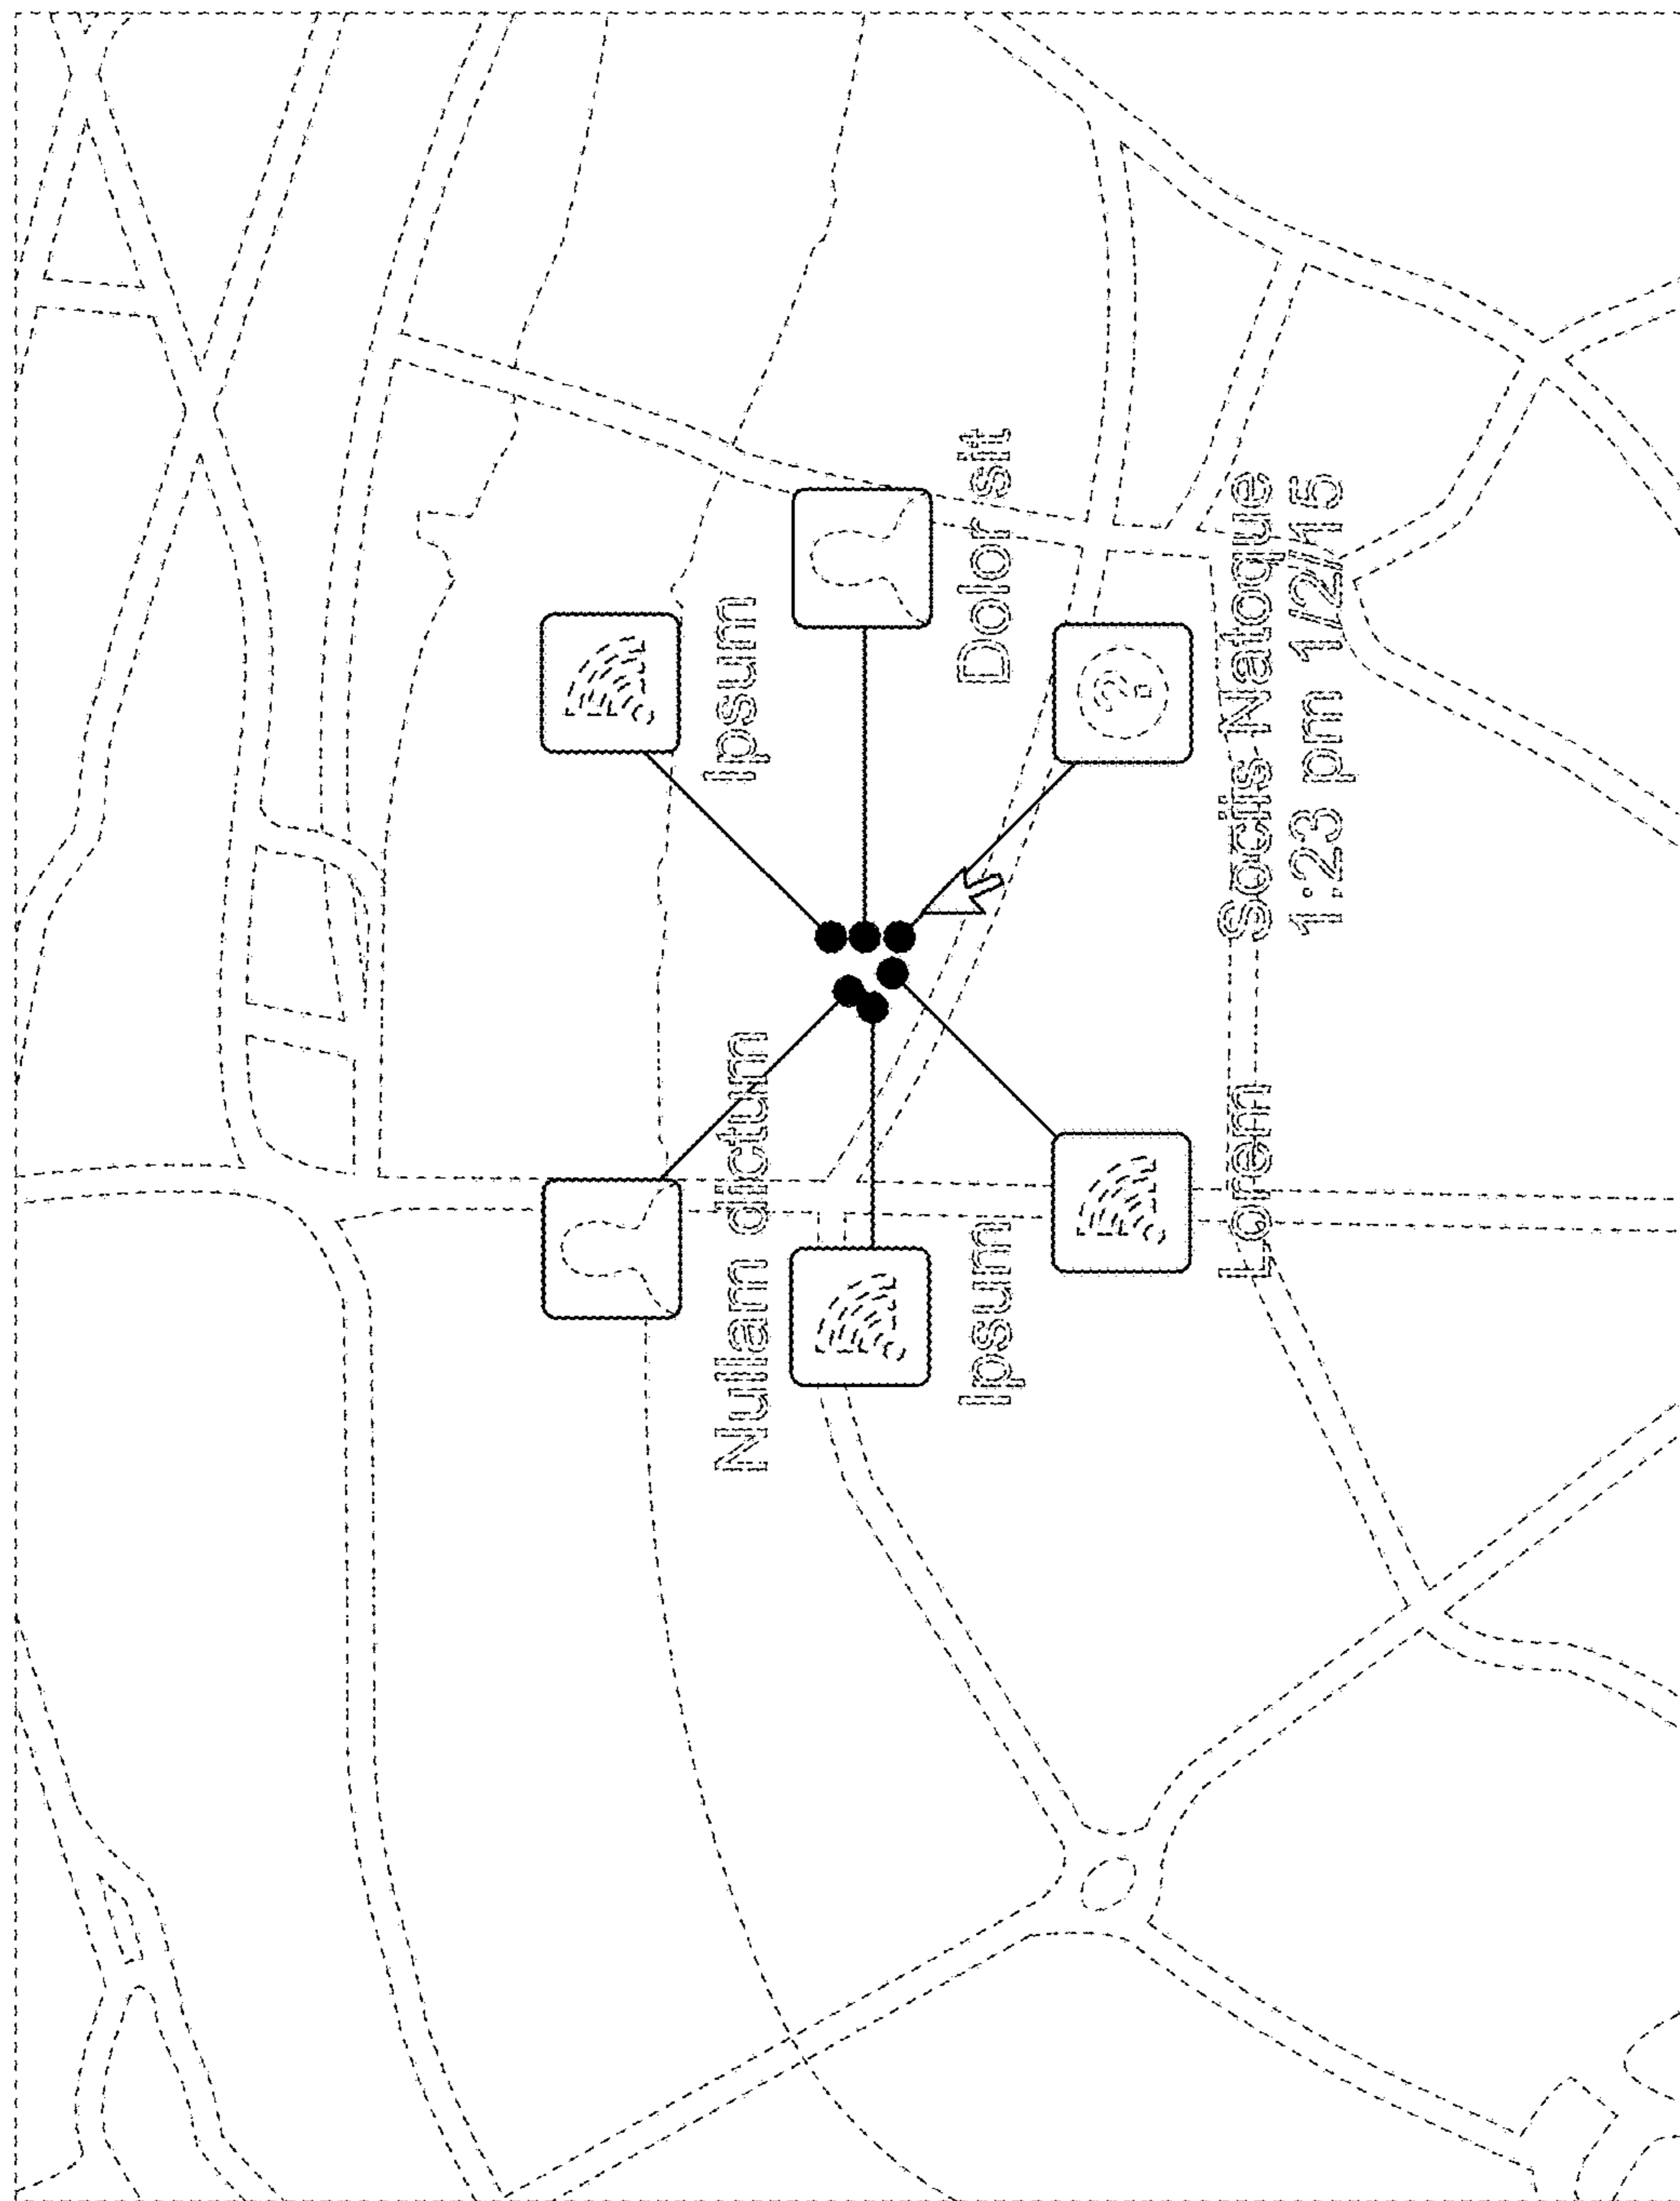 Nullam dictum
Ipsum
Ipsum
Dolor sit
Lorem
Sociis Natoque
1:23 pm 1/2/15
?